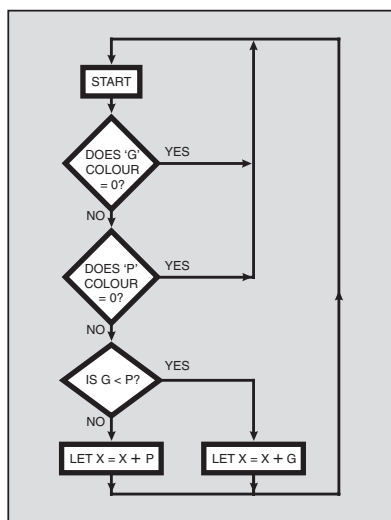 START
DOES 'G'
COLOUR
= 0?
YES
NO
DOES 'P'
COLOUR
= 0?
YES
NO
IS G < P?
YES
NO
LET X = X + P
LET X = X + G